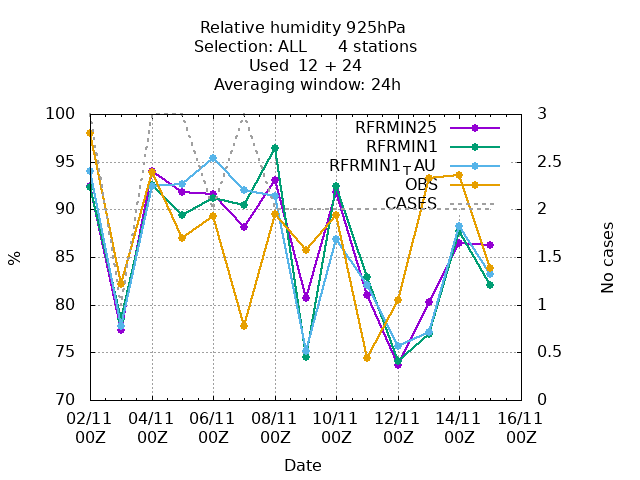 Relative humidity 925hPa
Selection: ALL 4 stations
Used 12 + 24
Averaging window: 24h
100
95
90
85
80
75
70
%
3
2.5
2
1.5
1
0.5
0
No cases
RFRMIN25
RFRMIN1
RFRMIN1_TAU
OBS
CASES
02/11 04/11 06/11 08/11 10/11 12/11 14/11 16/11
00Z 00Z 00Z 00Z 00Z 00Z 00Z 00Z
Date